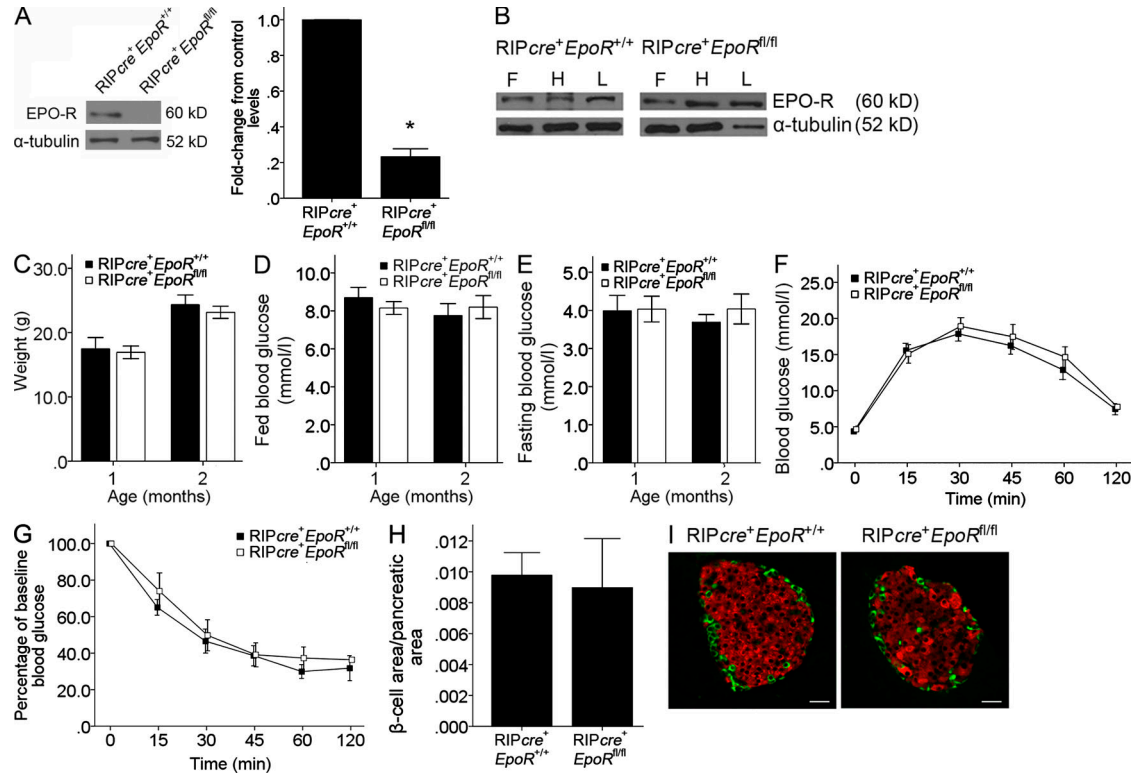 A
RIPcre⁺EpoR⁺/⁺
RIPcre⁺EpoRfl/fl
EPO-R
60 kD
α-tubulin
52 kD
Fold-change from control
levels
1.0
.8
.6
.4
.2
.0
*
RIPcre⁺
EpoR⁺/⁺
RIPcre⁺
EpoRfl/fl
B
RIPcre⁺EpoR⁺/⁺ RIPcre⁺EpoRfl/fl
F H L F H L
EPO-R (60 kD)
α-tubulin (52 kD)
C
RIPcre⁺EpoR⁺/⁺
RIPcre⁺EpoRfl/fl
Weight (g)
30.0
20.0
10.0
.0
1 2
Age (months)
D
RIPcre⁺EpoR⁺/⁺
RIPcre⁺EpoRfl/fl
Fed blood glucose
(mmol/l)
10.0
8.0
6.0
4.0
2.0
.0
1 2
Age (months)
E
RIPcre⁺EpoR⁺/⁺
RIPcre⁺EpoRfl/fl
Fasting blood glucose
(mmol/l)
5.0
4.0
3.0
2.0
1.0
.0
1 2
Age (months)
F
RIPcre⁺EpoR⁺/⁺
RIPcre⁺EpoRfl/fl
Blood glucose (mmol/l)
25.0
20.0
15.0
10.0
5.0
.0
0 15 30 45 60 120
Time (min)
G
RIPcre⁺EpoR⁺/⁺
RIPcre⁺EpoRfl/fl
Percentage of baseline
blood glucose
100.0
80.0
60.0
40.0
20.0
.0
0 15 30 45 60 120
Time (min)
H
β-cell area/pancreatic
area
.012
.010
.008
.006
.004
.002
.000
RIPcre⁺
EpoR⁺/⁺
RIPcre⁺
EpoRfl/fl
I
RIPcre⁺EpoR⁺/⁺ RIPcre⁺EpoRfl/fl